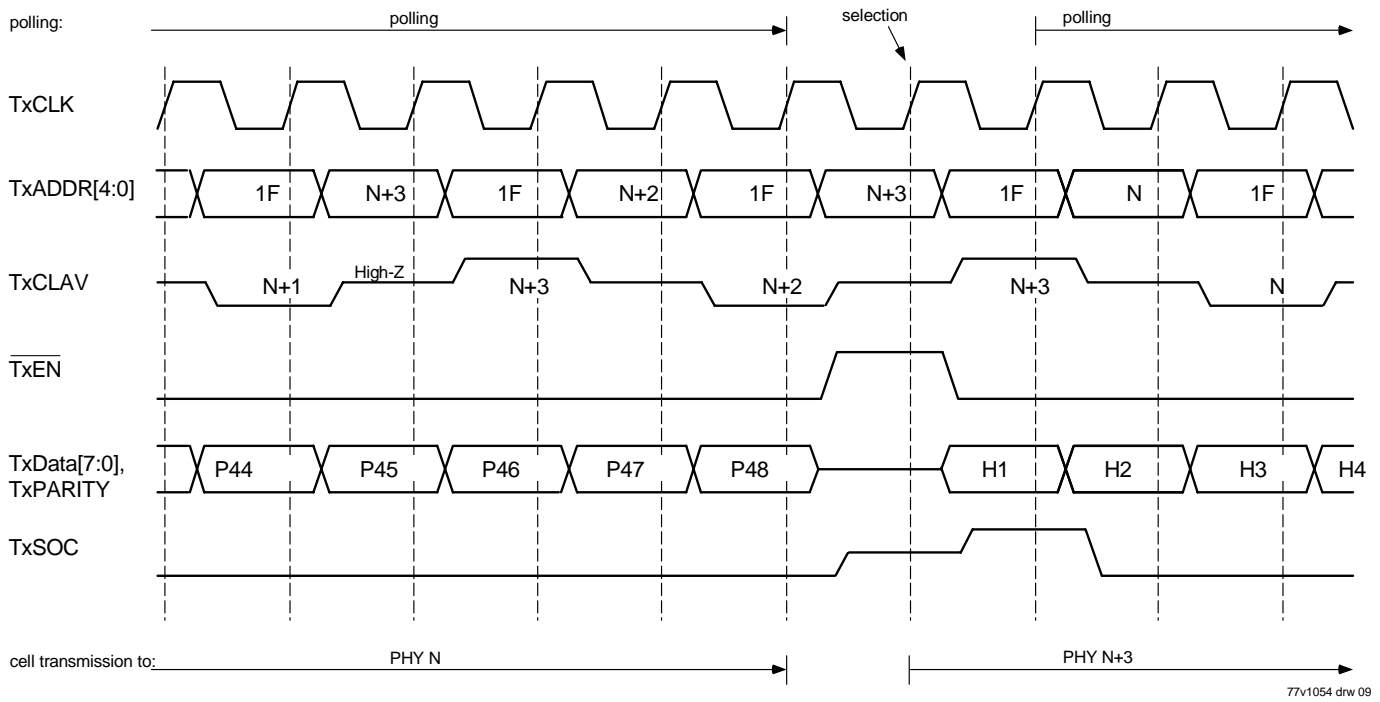 polling: polling selection polling
TxCLK
TxADDR[4:0] 1F N+3 1F N+2 1F N+3 1F N 1F
TxCLAV N+1 High-Z N+3 N+2 N+3 N
TxEN
TxData[7:0], TxPARITY P44 P45 P46 P47 P48 H1 H2 H3 H4
TxSOC
cell transmission to: PHY N PHY N+3
77v1054 drw 09